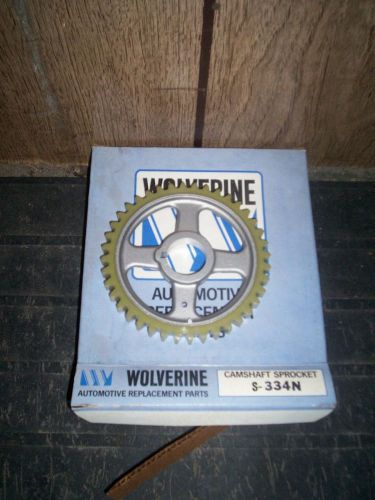 WOLVERINE
AUTOMOTIVE
WOLVERINE
AUTOMOTIVE REPLACEMENT PARTS
CAMSHAFT SPROCKET
S-334N